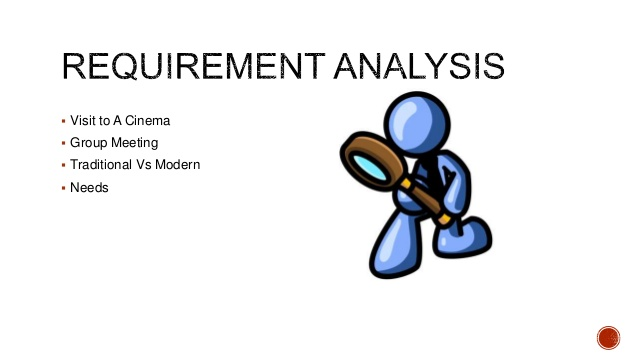 REQUIREMENT ANALYSIS
▪ Visit to A Cinema
▪ Group Meeting
▪ Traditional Vs Modern
▪ Needs